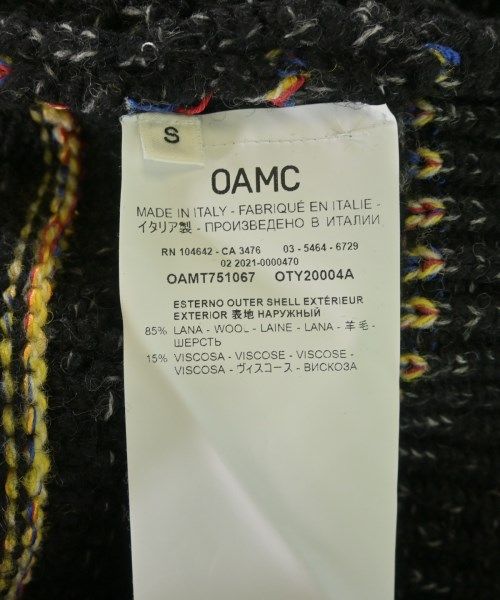 S
OAMC
MADE IN ITALY - FABRIQUÉ EN ITALIE -
イタリア製 - ПРОИЗВЕДЕНО В ИТАЛИИ
RN 104642 - CA 3476 03 - 5464 - 6729
02 2021-0000470
OAMT751067 OTY20004A
ESTERNO OUTER SHELL EXTÉRIEUR
EXTERIOR 表地 НАРУЖНЫЙ
85% LANA - WOOL - LAINE - LANA - 羊毛 -
ШЕРСТЬ
15% VISCOSA - VISCOSE - VISCOSE -
VISCOSA - ヴィスコース - ВИСКОЗА